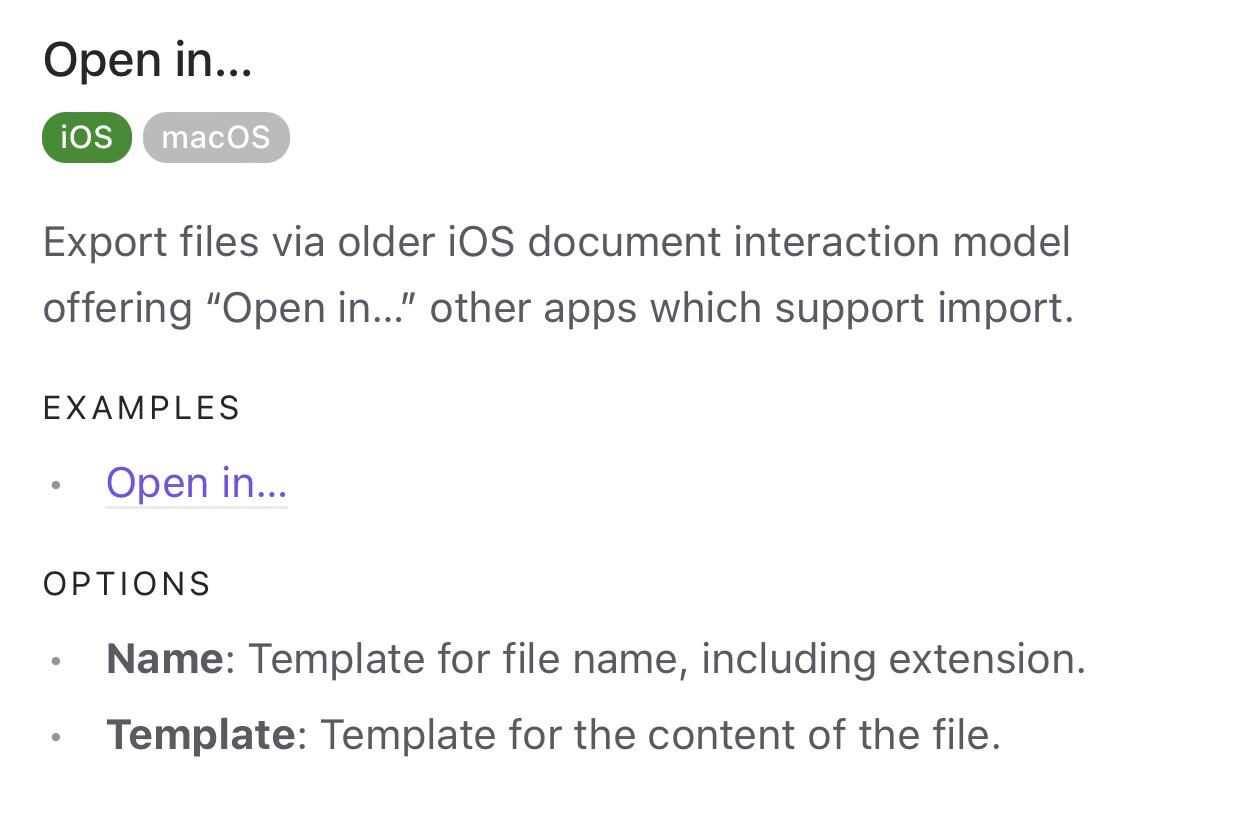 Open in…
iOS macOS
Export files via older iOS document interaction model
offering “Open in…” other apps which support import.
EXAMPLES
• Open in…
OPTIONS
• Name: Template for file name, including extension.
• Template: Template for the content of the file.